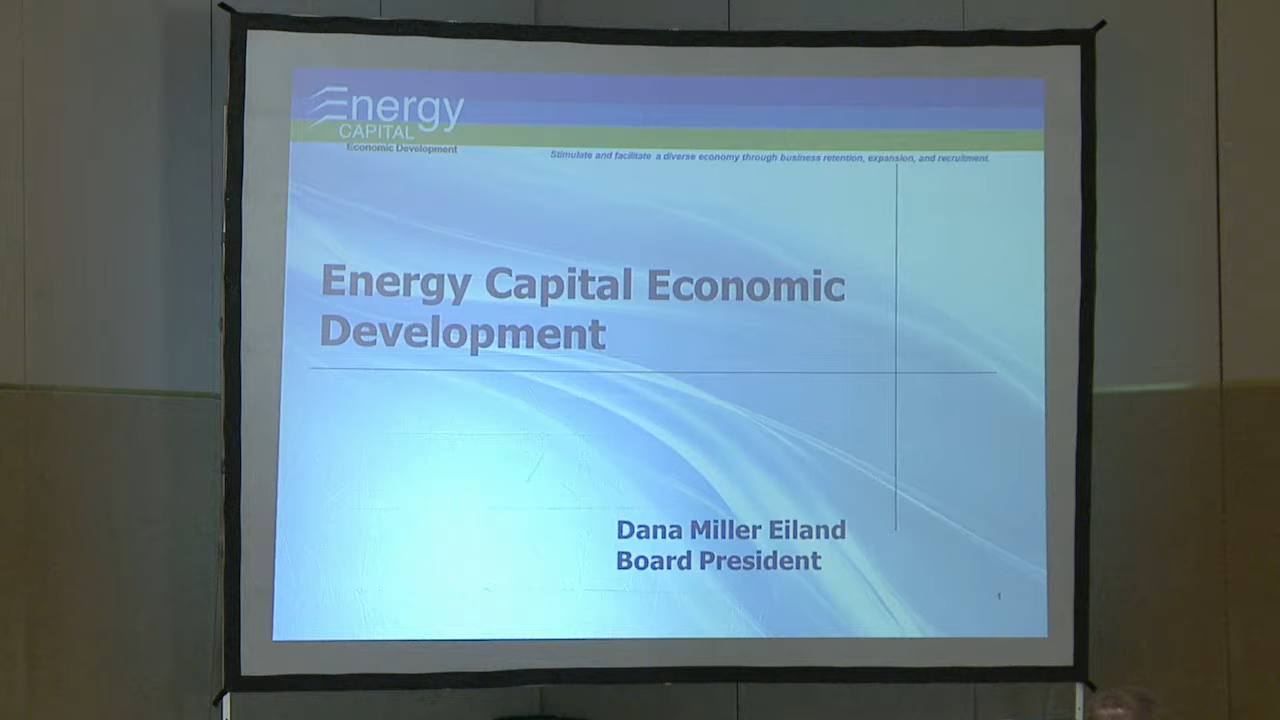 Energy
CAPITAL
Economic Development
Stimulate and facilitate a diverse economy through business retention, expansion, and recruitment.
Energy Capital Economic
Development
Dana Miller Eiland
Board President
1